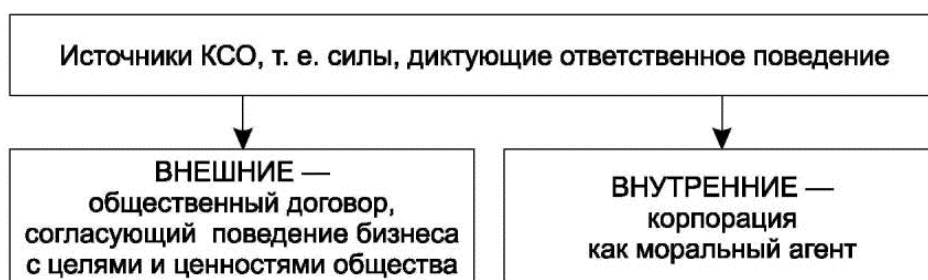 Источники КСО, т. е. силы, диктующие ответственное поведение
ВНЕШНИЕ —
общественный договор,
согласующий поведение бизнеса
с целями и ценностями общества
ВНУТРЕННИЕ —
корпорация
как моральный агент